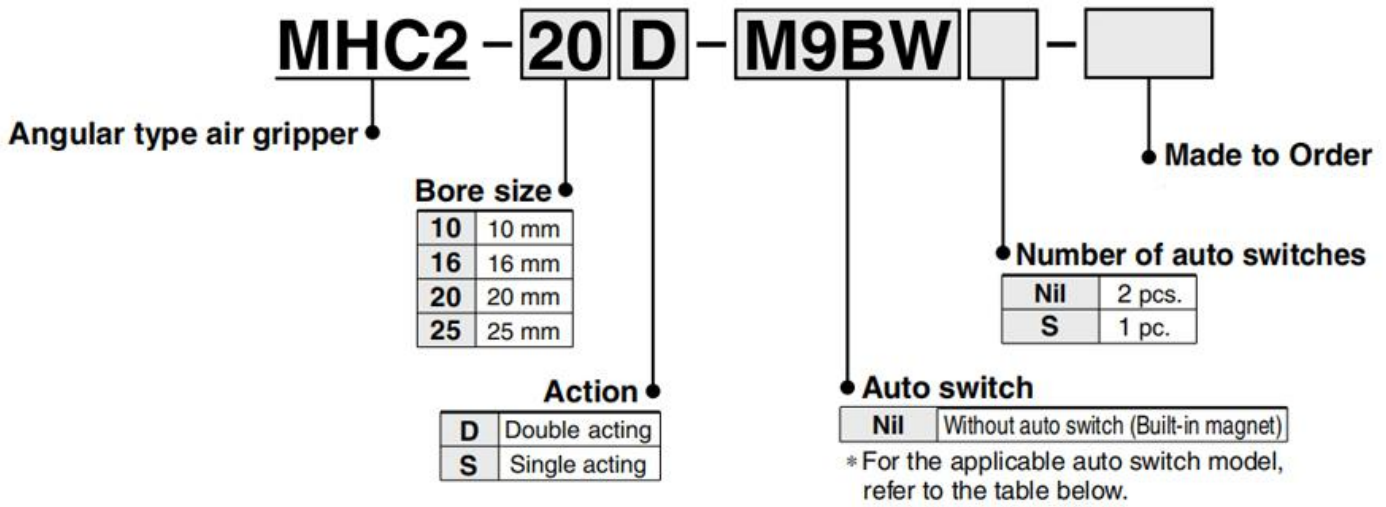 MHC2 - 20 D - M9BW -
Angular type air gripper
Made to Order
Bore size
10 10 mm
16 16 mm
20 20 mm
25 25 mm
Number of auto switches
Nil 2 pcs.
S 1 pc.
Action
D Double acting
S Single acting
Auto switch
Nil Without auto switch (Built-in magnet)
* For the applicable auto switch model,
refer to the table below.